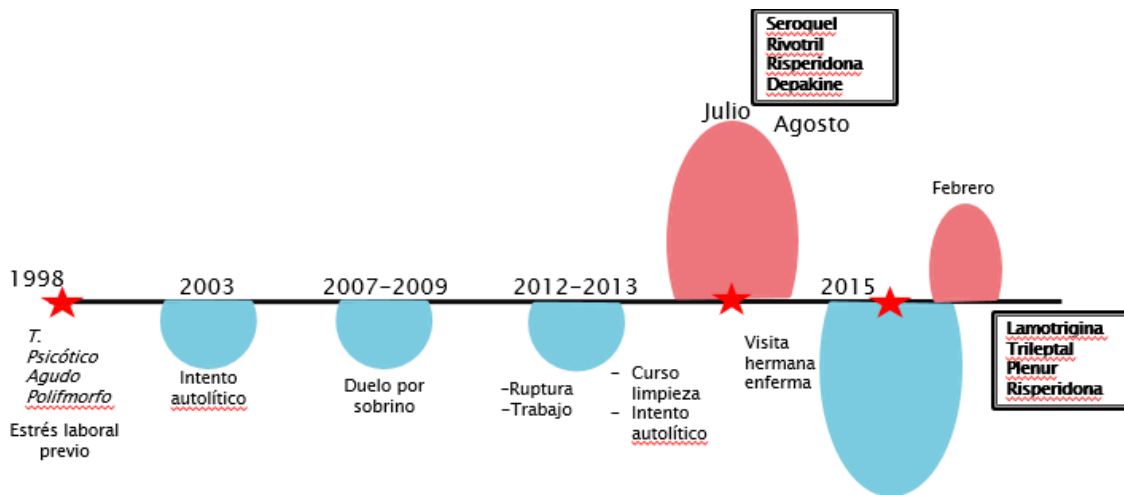 Seroquel
Rivotril
Risperidona
Depakine
Julio
Agosto
Febrero
1998
2003
2007-2009
2012-2013
2015
T.
Psicótico
Agudo
Polifmorfo
Estrés laboral
previo
Intento
autolítico
Duelo por
sobrino
-Ruptura
-Trabajo
- Curso
limpieza
- Intento
autolítico
Visita
hermana
enferma
Lamotrigina
Trileptal
Plenur
Risperidona